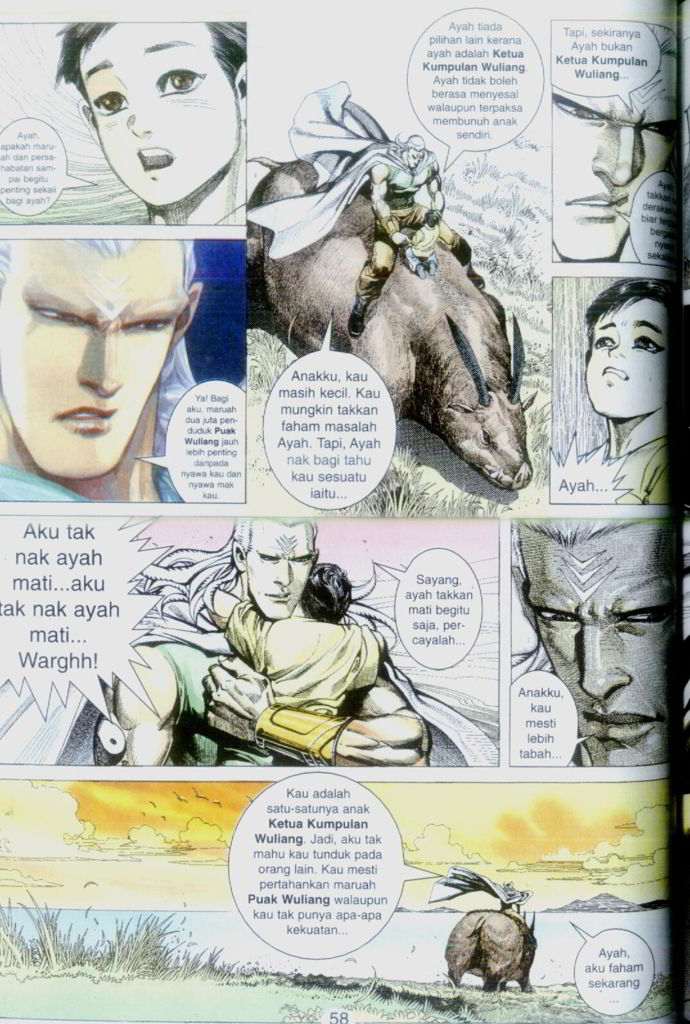 Ayah,
apakah maru-
ah dan persa-
habatan sam-
pai begitu
penting sekali
bagi ayah?
Ayah tiada
pilihan lain kerana
ayah adalah Ketua
Kumpulan Wuliang.
Ayah tidak boleh
berasa menyesal
walaupun terpaksa
membunuh anak
sendiri.
Tapi, sekiranya
Ayah bukan
Ketua Kumpulan
Wuliang...
Ayah
takkan
Ya! Bagi
aku, maruah
dua juta pen-
duduk Puak
Wuliang jauh
lebih penting
daripada
nyawa kau dan
nyawa mak
kau.
Anakku, kau
masih kecil. Kau
mungkin takkan
faham masalah
Ayah. Tapi, Ayah
nak bagi tahu
kau sesuatu
iaitu...
Ayah...
Aku tak
nak ayah
mati...aku
tak nak ayah
mati...
Warghh!
Sayang,
ayah takkan
mati begitu
saja, per-
cayalah...
Anakku,
kau
mesti
lebih
tabah...
Kau adalah
satu-satunya anak
Ketua Kumpulan
Wuliang. Jadi, aku tak
mahu kau tunduk pada
orang lain. Kau mesti
pertahankan maruah
Puak Wuliang walaupun
kau tak punya apa-apa
kekuatan...
Ayah,
aku faham
sekarang
...
58